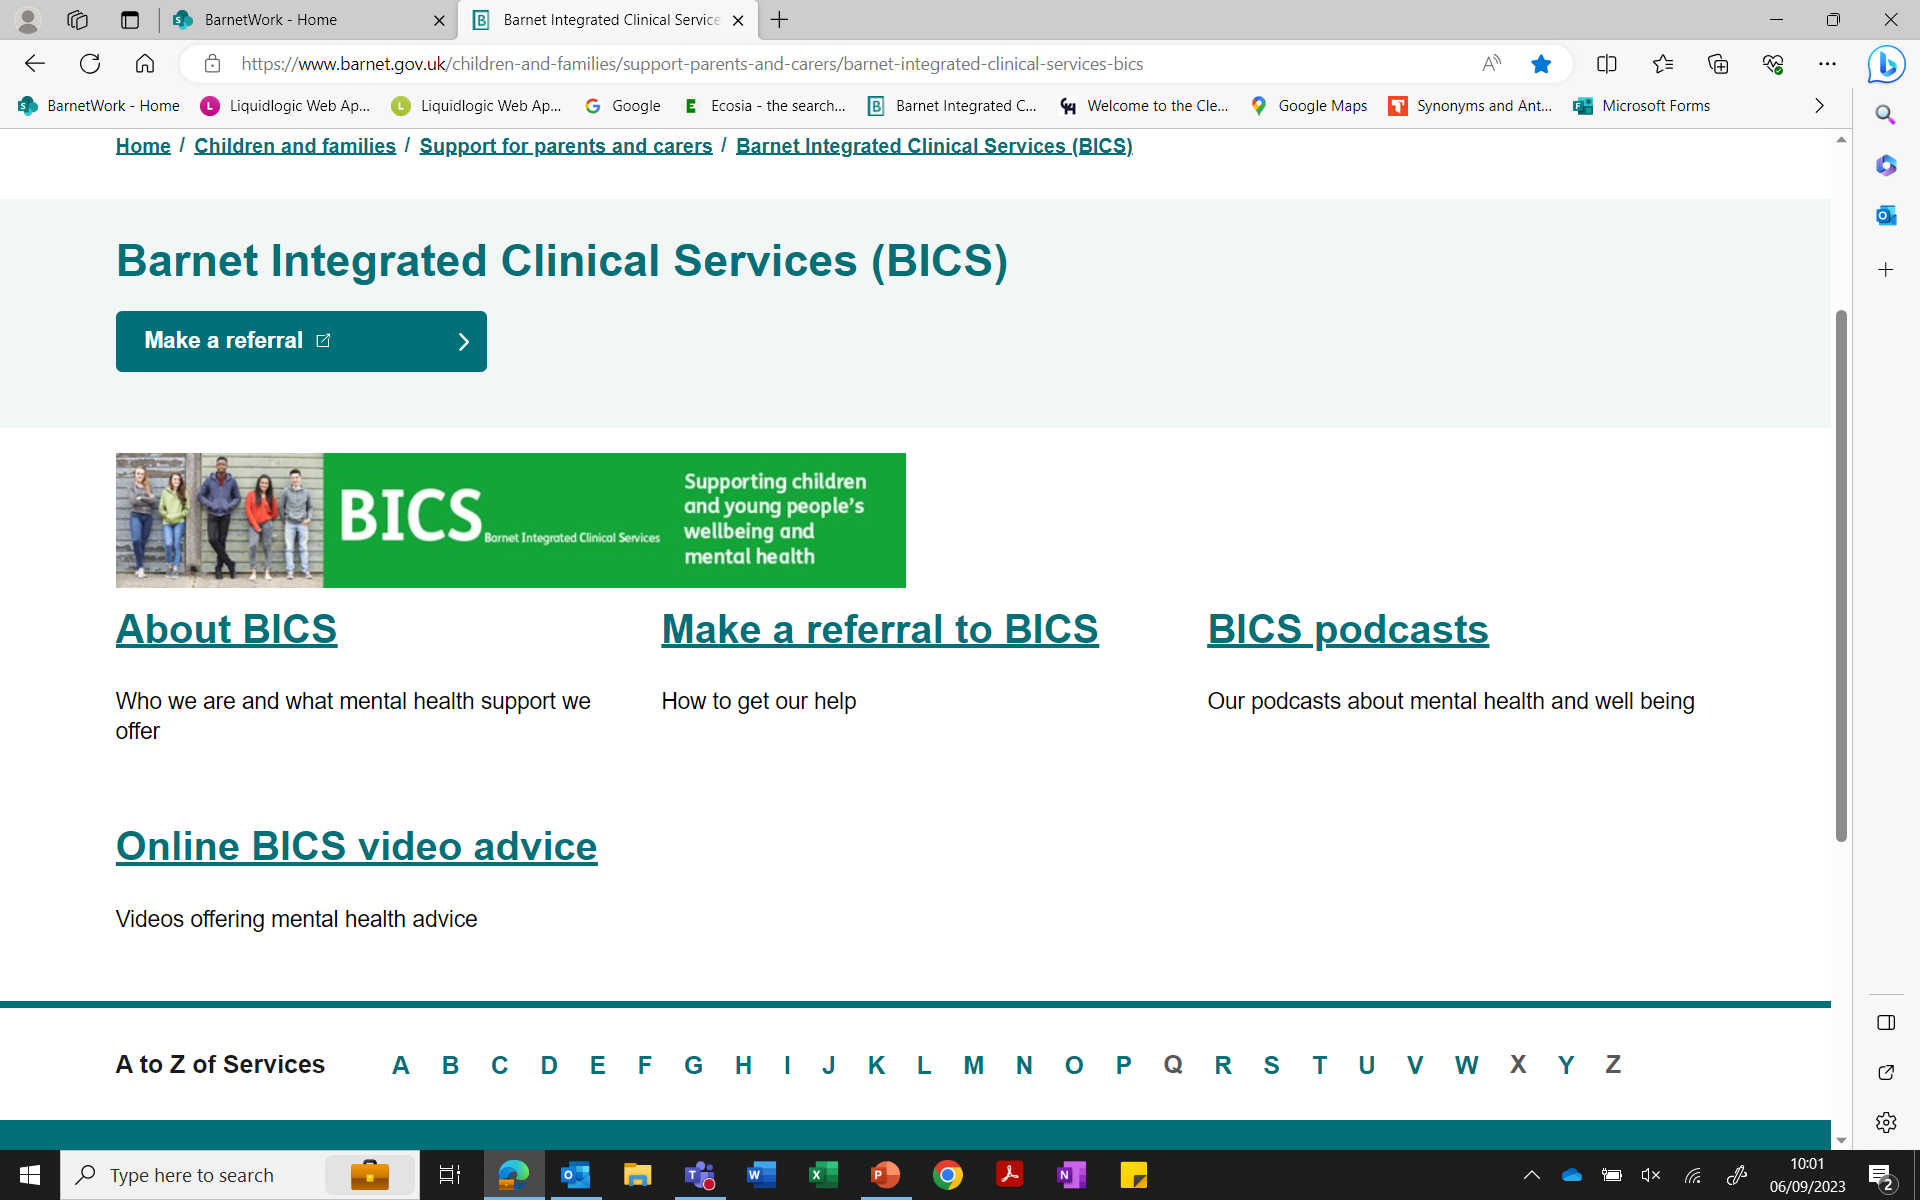 BarnetWork - Home
Barnet Integrated Clinical Service
https://www.barnet.gov.uk/children-and-families/support-parents-and-carers/barnet-integrated-clinical-services-bics
BarnetWork - Home
Liquidlogic Web Ap...
Liquidlogic Web Ap...
Google
Ecosia - the search...
Barnet Integrated C...
Welcome to the Cle...
Google Maps
Synonyms and Ant...
Microsoft Forms
Home / Children and families / Support for parents and carers / Barnet Integrated Clinical Services (BICS)
Barnet Integrated Clinical Services (BICS)
Make a referral
BICS Barnet Integrated Clinical Services
Supporting children
and young people's
wellbeing and
mental health
About BICS
Who we are and what mental health support we
offer
Make a referral to BICS
How to get our help
BICS podcasts
Our podcasts about mental health and well being
Online BICS video advice
Videos offering mental health advice
A to Z of Services A B C D E F G H I J K L M N O P Q R S T U V W X Y Z
Type here to search
10:01
06/09/2023
2